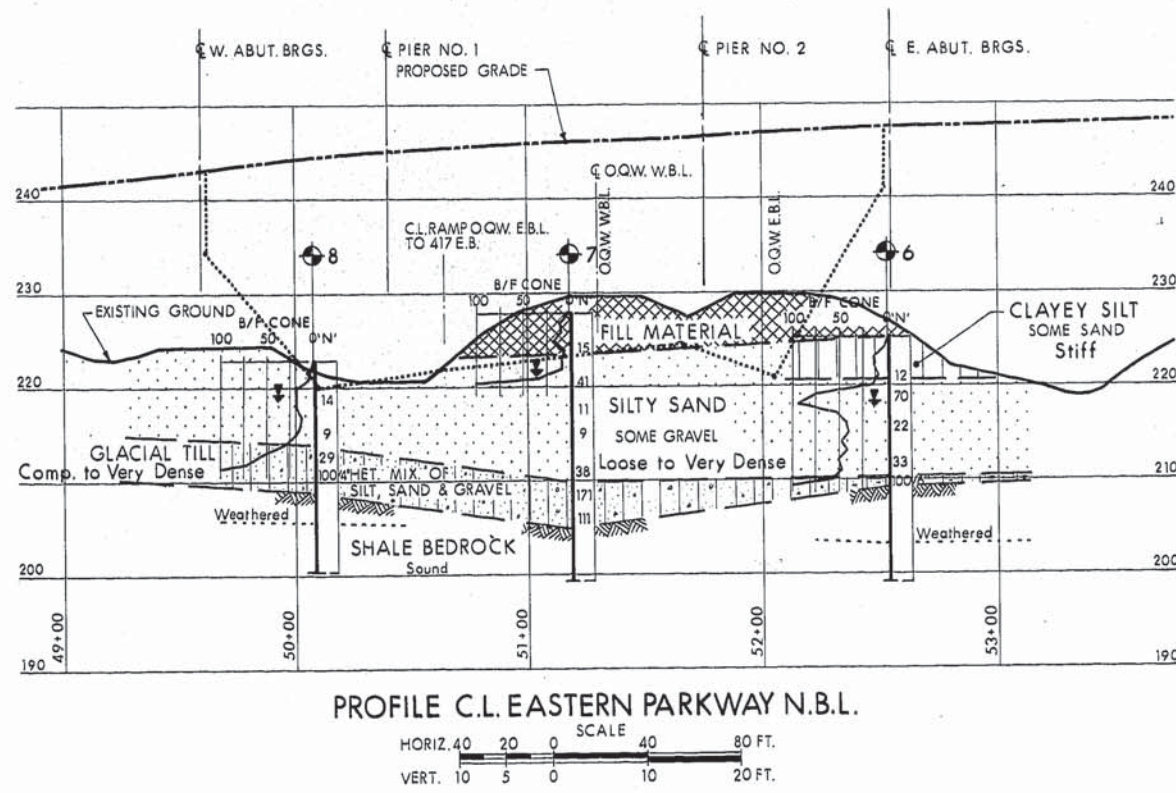 ℄ W. ABUT. BRGS.
℄ PIER NO. 1
PROPOSED GRADE
℄ PIER NO. 2
℄ E. ABUT. BRGS.
240
240
℄ O.Q.W. W.B.L.
O.Q.W. W.B.L.
O.Q.W. E.B.L.
C.L. RAMP O.Q.W. E.B.L.
TO 417 E.B.
8
7
6
230
230
B/F CONE
100 50 0 'N'
EXISTING GROUND
B/F CONE
100 50 0 'N'
B/F CONE
100 50 0 'N'
FILL MATERIAL
CLAYEY SILT
SOME SAND
Stiff
220
220
14
9
29
100/4"
15
41
11
9
38
171
111
12
70
22
33
SILTY SAND
SOME GRAVEL
Loose to Very Dense
GLACIAL TILL
Comp. to Very Dense
HET. MIX. OF
SILT, SAND & GRAVEL
210
210
Weathered
Weathered
SHALE BEDROCK
Sound
200
200
49+00
50+00
51+00
52+00
53+00
190
190
PROFILE C.L. EASTERN PARKWAY N.B.L.
SCALE
HORIZ. 40 20 0 40 80 FT.
VERT. 10 5 0 10 20 FT.